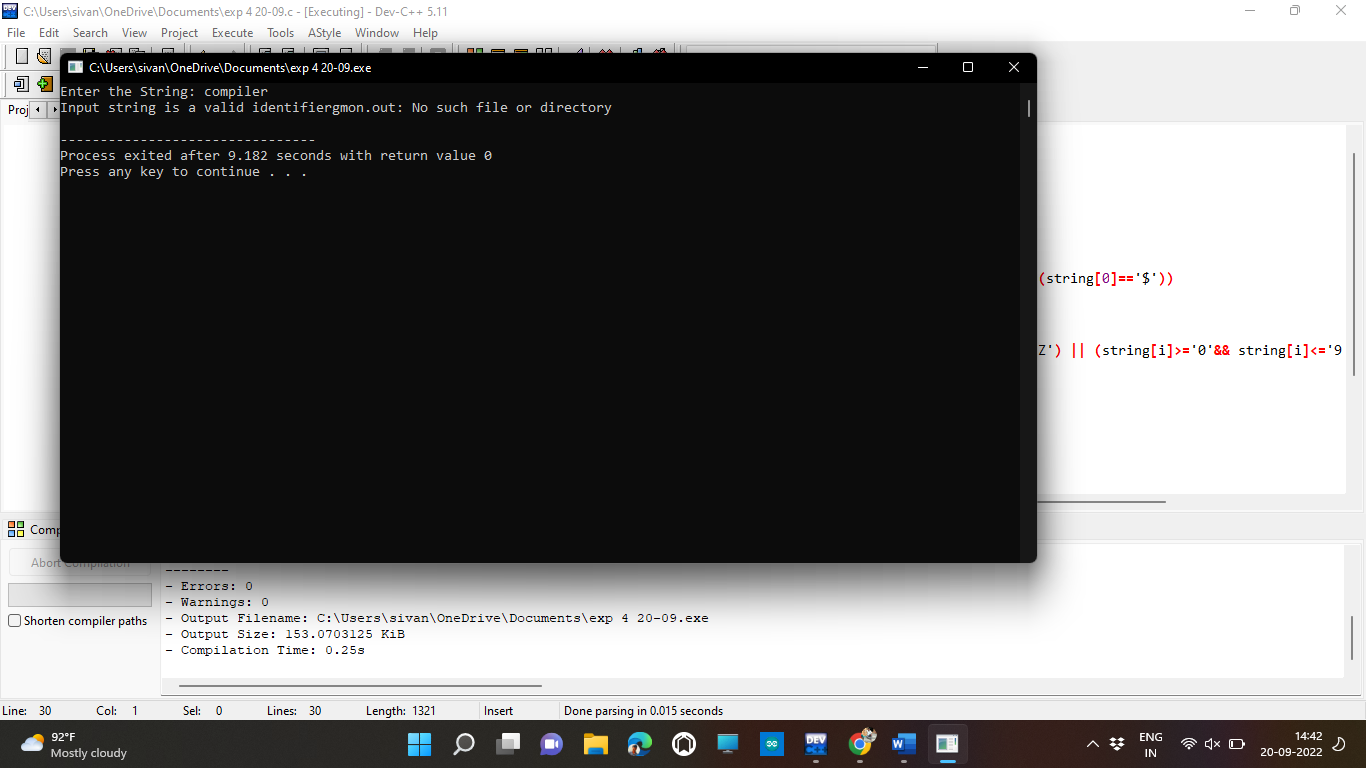 C:\Users\sivan\OneDrive\Documents\exp 4 20-09.c - [Executing] - Dev-C++ 5.11
File Edit Search View Project Execute Tools AStyle Window Help
C:\Users\sivan\OneDrive\Documents\exp 4 20-09.exe
Enter the String: compiler
Input string is a valid identifiergmon.out: No such file or directory
--------------------------------
Process exited after 9.182 seconds with return value 0
Press any key to continue . . .
Proj
(string[0]=='$'))
Z') || (string[i]>='0'&& string[i]<='9
Comp
Abort Compilation
Shorten compiler paths
--------
- Errors: 0
- Warnings: 0
- Output Filename: C:\Users\sivan\OneDrive\Documents\exp 4 20-09.exe
- Output Size: 153.0703125 KiB
- Compilation Time: 0.25s
Line: 30 Col: 1 Sel: 0 Lines: 30 Length: 1321 Insert Done parsing in 0.015 seconds
92°F
Mostly cloudy
DEV
W
ENG
IN
14:42
20-09-2022